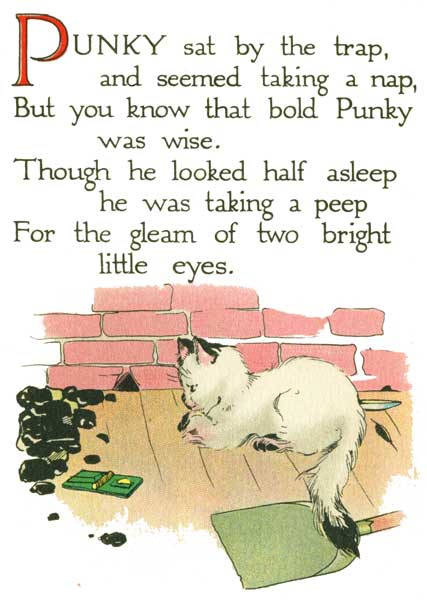 PUNKY sat by the trap,
and seemed taking a nap,
But you know that bold Punky
was wise.
Though he looked half asleep
he was taking a peep
For the gleam of two bright
little eyes.